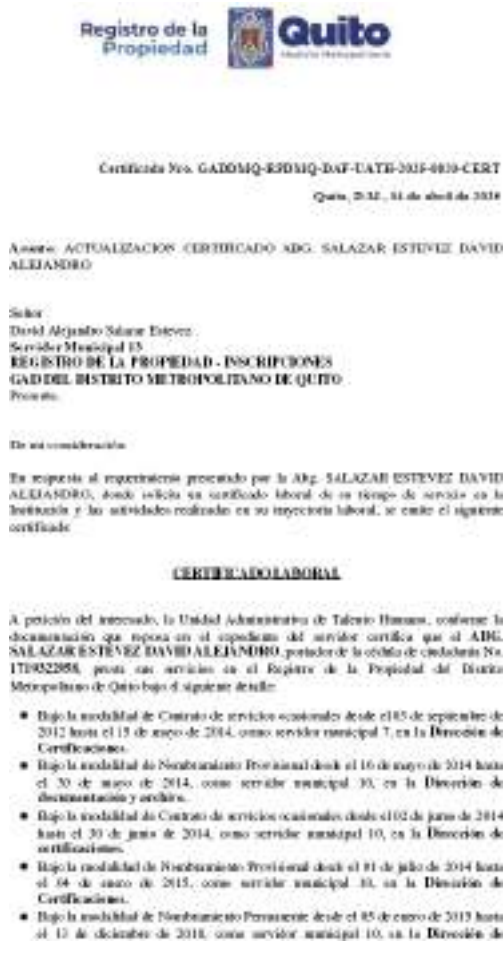 Registro de la
Propiedad
Quito
Certificado Nro. GADDMQ-RPDMQ-DAF-UATH-CERT
Quito, D.M., de abril de
Asunto: ACTUALIZACION CERTIFICADO ABG. SALAZAR ESTEVEZ DAVID
ALEJANDRO
Señor
David Alejandro Salazar Estevez
Servidor Municipal 13
REGISTRO DE LA PROPIEDAD - INSCRIPCIONES
GAD DEL DISTRITO METROPOLITANO DE QUITO
Presente.
De mi consideración
En respuesta al requerimiento presentado por la Abg. SALAZAR ESTEVEZ DAVID
ALEJANDRO, donde solicita un certificado laboral de su tiempo de servicio en la
Institución y las actividades realizadas en su trayectoria laboral, se emite el siguiente
certificado
CERTIFICADO LABORAL
A petición del interesado, la Unidad Administrativa de Talento Humano, conforme la
documentación que reposa en el expediente del servidor certifica que el ABG.
SALAZAR ESTEVEZ DAVID ALEJANDRO, portador de la cédula de ciudadanía No.
presta sus servicios en el Registro de la Propiedad del Distrito
Metropolitano de Quito bajo el siguiente detalle:
• Bajo la modalidad de Contrato de servicios ocasionales desde el 03 de septiembre de
2012 hasta el 15 de mayo de 2014, como servidor municipal 7, en la Dirección de
Certificaciones.
• Bajo la modalidad de Nombramiento Provisional desde el 16 de mayo de 2014 hasta
el 30 de mayo de 2014, como servidor municipal 10, en la Dirección de
documentación y archivo.
• Bajo la modalidad de Contrato de servicios ocasionales desde el 02 de junio de 2014
hasta el 30 de junio de 2014, como servidor municipal 10, en la Dirección de
certificaciones.
• Bajo la modalidad de Nombramiento Provisional desde el 01 de julio de 2014 hasta
el 04 de enero de 2015, como servidor municipal 10, en la Dirección de
Certificaciones.
• Bajo la modalidad de Nombramiento Permanente desde el 05 de enero de 2015 hasta
el 13 de diciembre de 2018, como servidor municipal 10, en la Dirección de